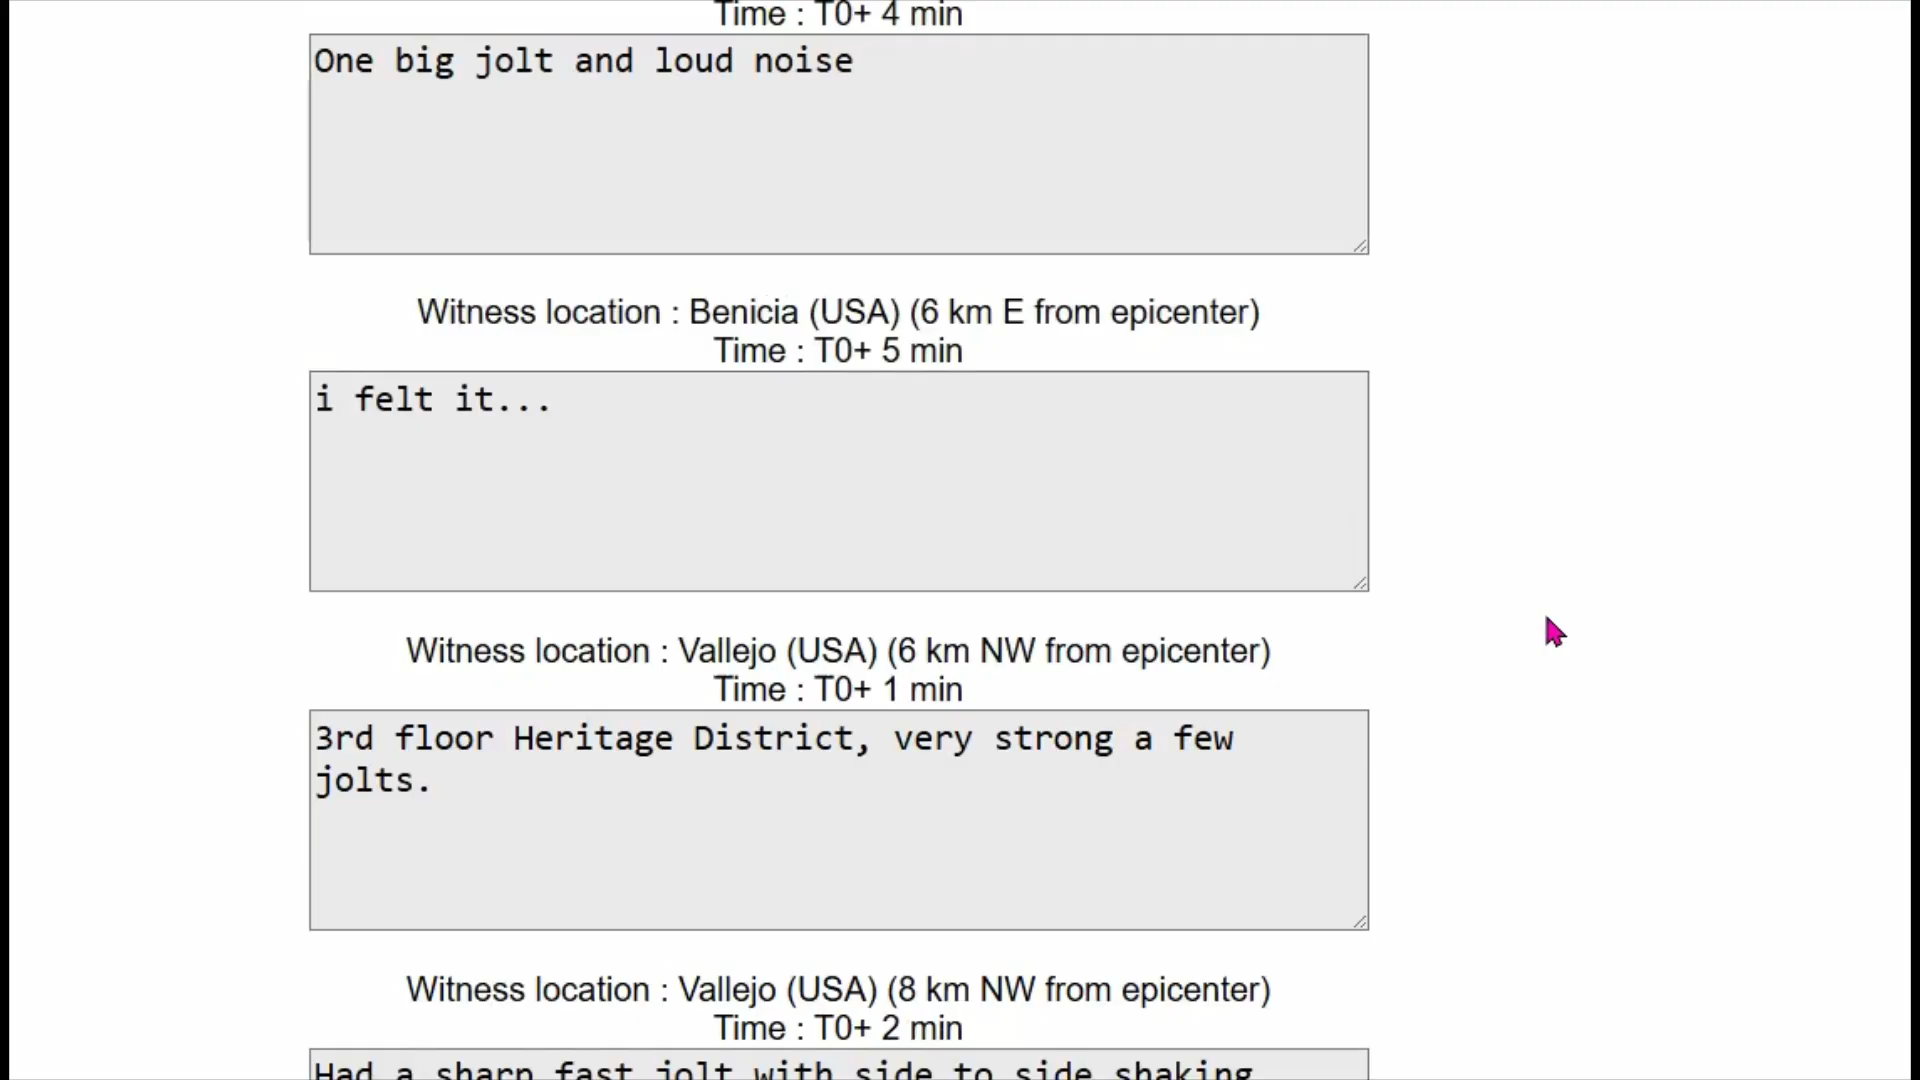 Time : T0+ 4 min
One big jolt and loud noise
Witness location : Benicia (USA) (6 km E from epicenter)
Time : T0+ 5 min
i felt it...
Witness location : Vallejo (USA) (6 km NW from epicenter)
Time : T0+ 1 min
3rd floor Heritage District, very strong a few
jolts.
Witness location : Vallejo (USA) (8 km NW from epicenter)
Time : T0+ 2 min
Had a sharp fast jolt with side to side shaking